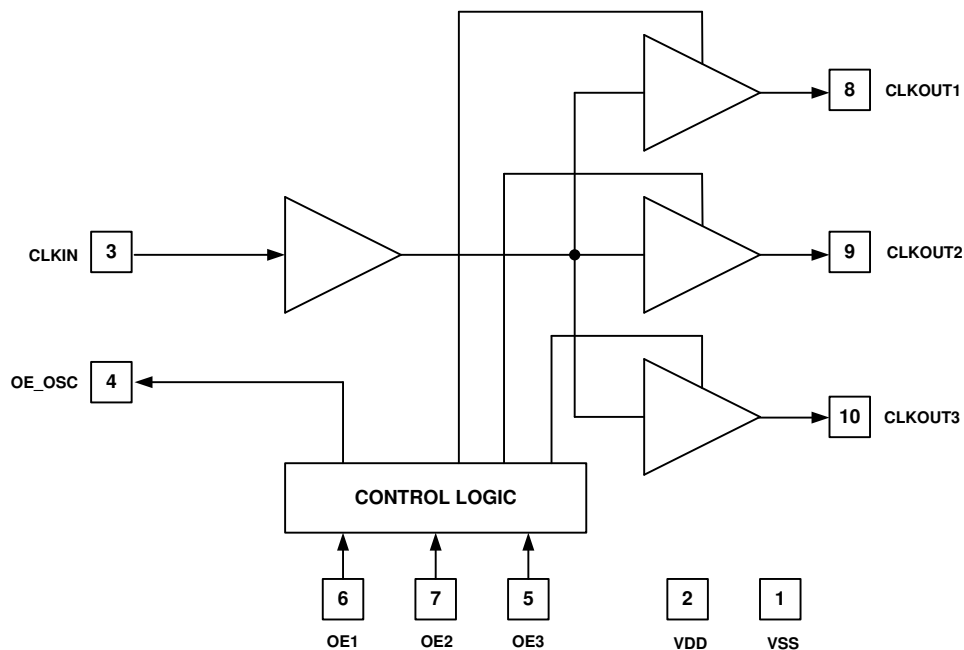 8 CLKOUT1
CLKIN 3
9 CLKOUT2
OE_OSC 4
10 CLKOUT3
CONTROL LOGIC
6 7 5 2 1
OE1 OE2 OE3 VDD VSS